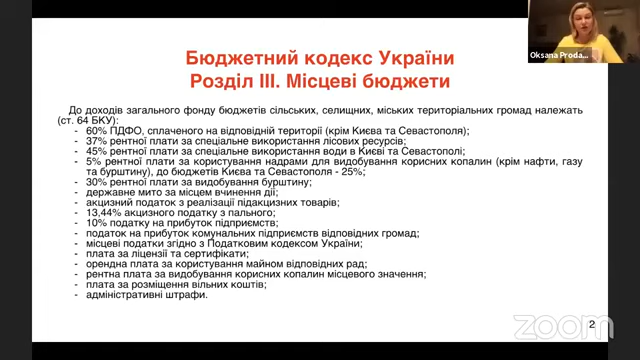 Бюджетний кодекс України
Розділ III. Місцеві бюджети
До доходів загального фонду бюджетів сільських, селищних, міських територіальних громад належать
(ст. 64 БКУ):
- 60% ПДФО, сплаченого на відповідній території (крім Києва та Севастополя);
- 37% рентної плати за спеціальне використання лісових ресурсів;
- 45% рентної плати за спеціальне використання води в Києві та Севастополі;
- 5% рентної плати за користування надрами для видобування корисних копалин (крім нафти, газу
та бурштину), до бюджетів Києва та Севастополя - 25%;
- 30% рентної плати за видобування бурштину;
- державне мито за місцем вчинення дії;
- акцизний податок з реалізації підакцизних товарів;
- 13,44% акцизного податку з пального;
- 10% податку на прибуток підприємств;
- податок на прибуток комунальних підприємств відповідних громад;
- місцеві податки згідно з Податковим кодексом України;
- плата за ліцензії та сертифікати;
- орендна плата за користування майном відповідних рад;
- рентна плата за видобування корисних копалин місцевого значення;
- плата за розміщення вільних коштів;
- адміністративні штрафи.
2
Oksana Proda...
zoom